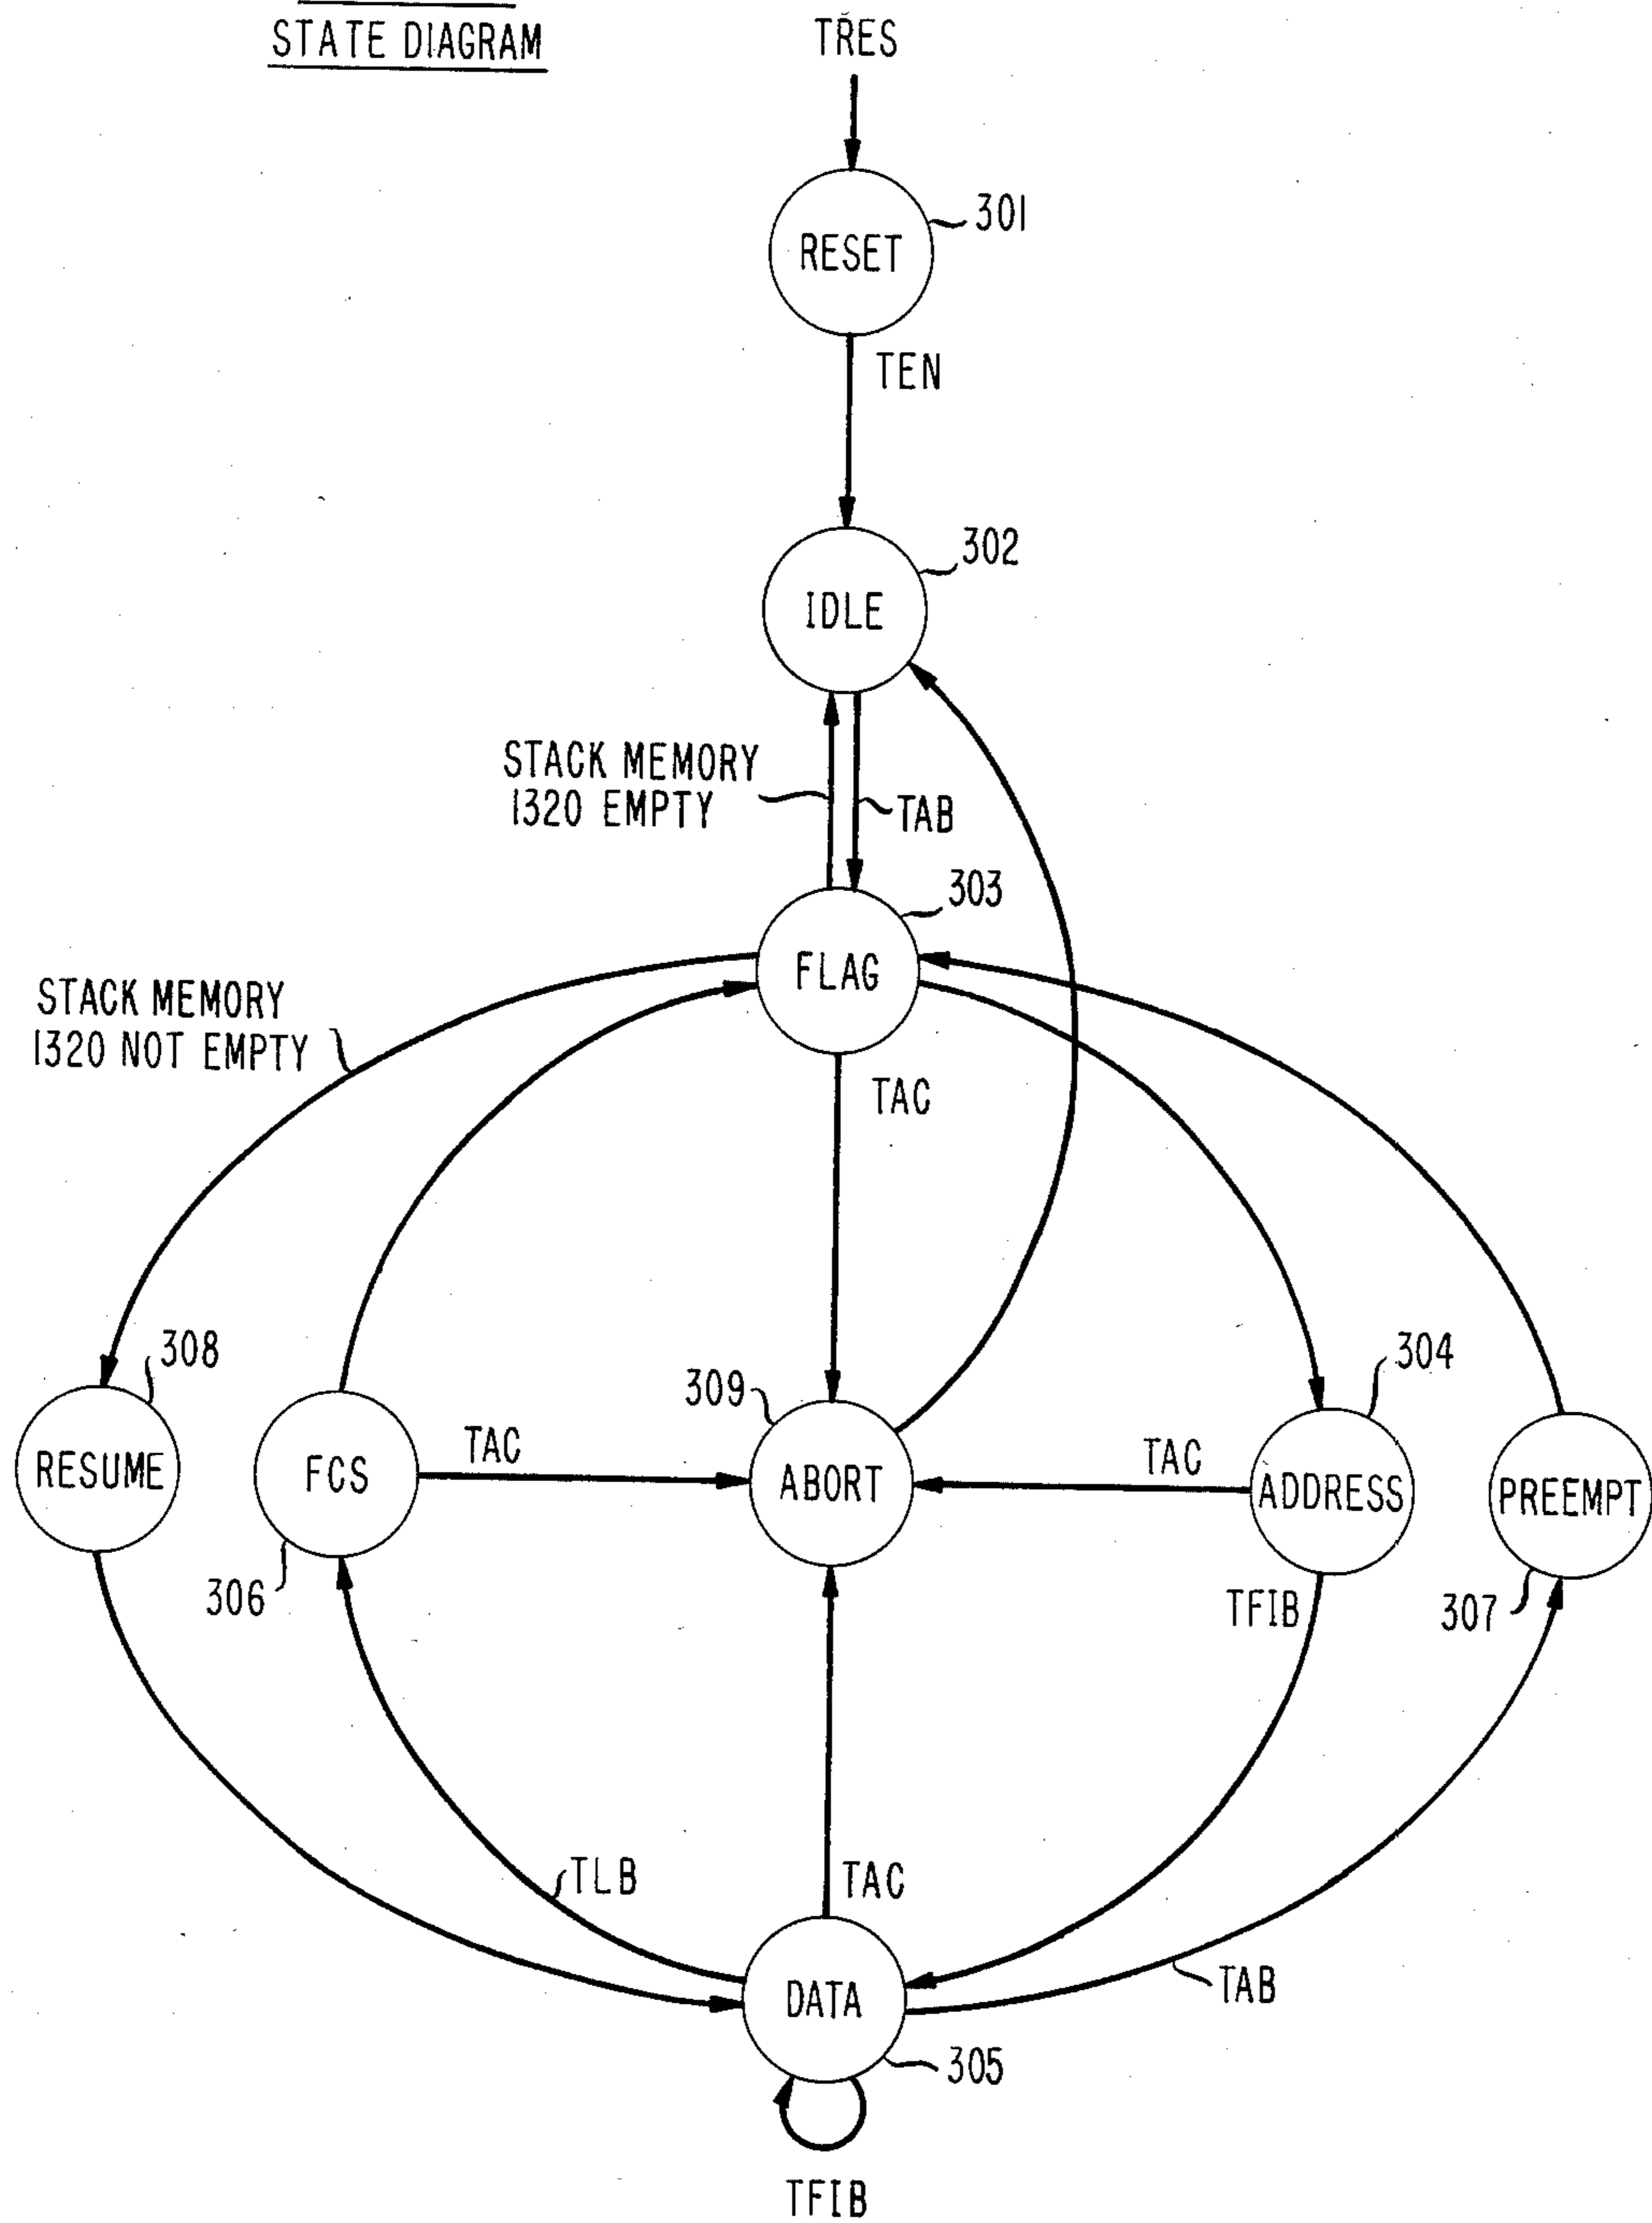 STATE DIAGRAM
TRES
301
RESET
TEN
302
IDLE
STACK MEMORY
1320 EMPTY
TAB
303
FLAG
STACK MEMORY
1320 NOT EMPTY
TAC
308
RESUME
306
FCS
TAC
309
ABORT
TAC
304
ADDRESS
PREEMPT
307
TFIB
TLB
TAC
DATA
305
TAB
TFIB